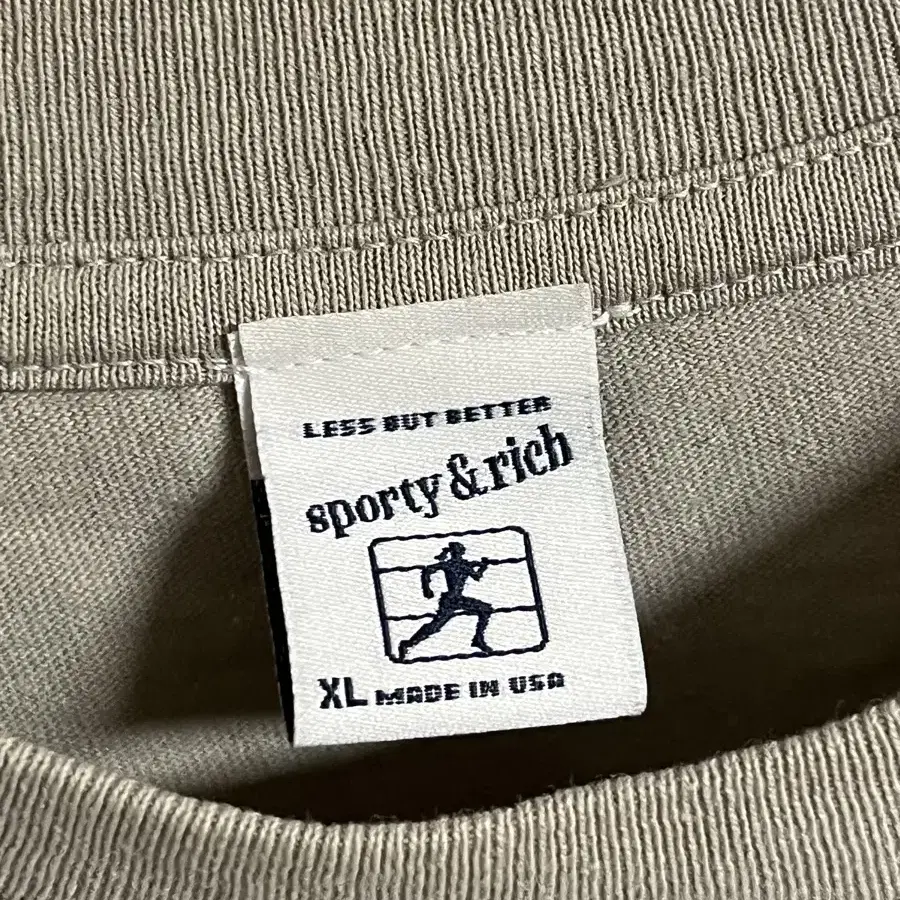 LESS BUT BETTER
sporty & rich
XL MADE IN USA